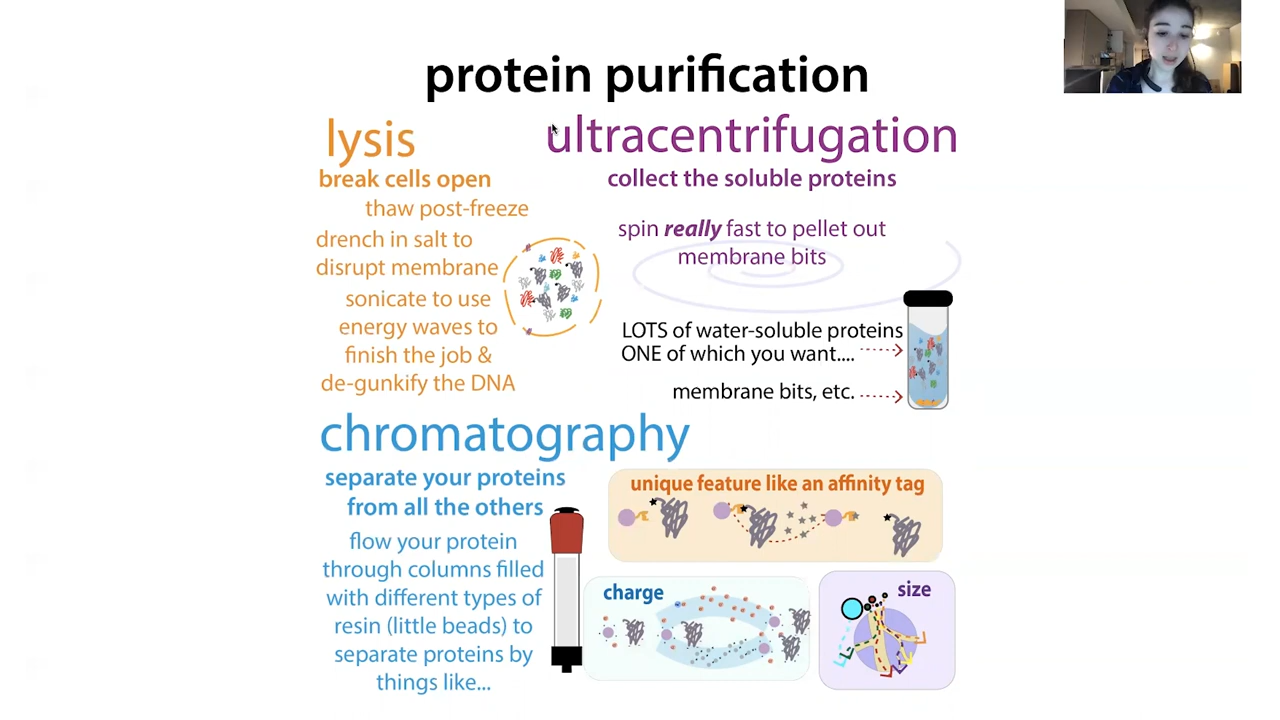 protein purification
lysis
break cells open
thaw post-freeze
drench in salt to
disrupt membrane
sonicate to use
energy waves to
finish the job &
de-gunkify the DNA
ultracentrifugation
collect the soluble proteins
spin really fast to pellet out
membrane bits
LOTS of water-soluble proteins
ONE of which you want....
membrane bits, etc.
chromatography
separate your proteins
from all the others
flow your protein
through columns filled
with different types of
resin (little beads) to
separate proteins by
things like...
unique feature like an affinity tag
charge
size